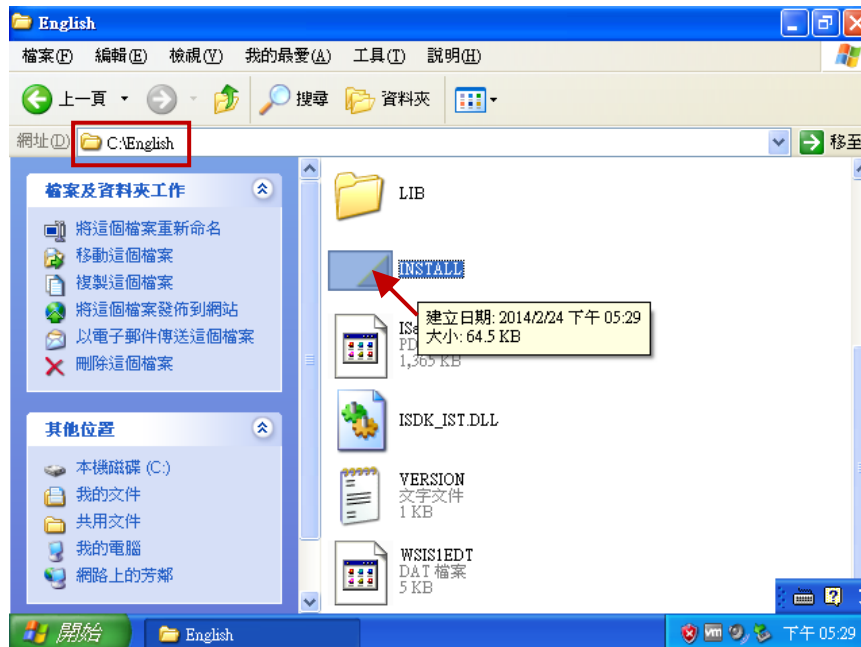 English
檔案(F) 編輯(E) 檢視(V) 我的最愛(A) 工具(T) 說明(H)
上一頁 搜尋 資料夾
網址(D) C:\English 移至
檔案及資料夾工作
將這個檔案重新命名
移動這個檔案
複製這個檔案
將這個檔案發佈到網站
以電子郵件傳送這個檔案
刪除這個檔案
其他位置
本機磁碟 (C:)
我的文件
共用文件
我的電腦
網路上的芳鄰
LIB
INSTALL
建立日期: 2014/2/24 下午 05:29
大小: 64.5 KB
1,365 KB
ISDK_IST.DLL
VERSION
文字文件
1 KB
WSIS1EDT
DAT 檔案
5 KB
開始 English vm 下午 05:29